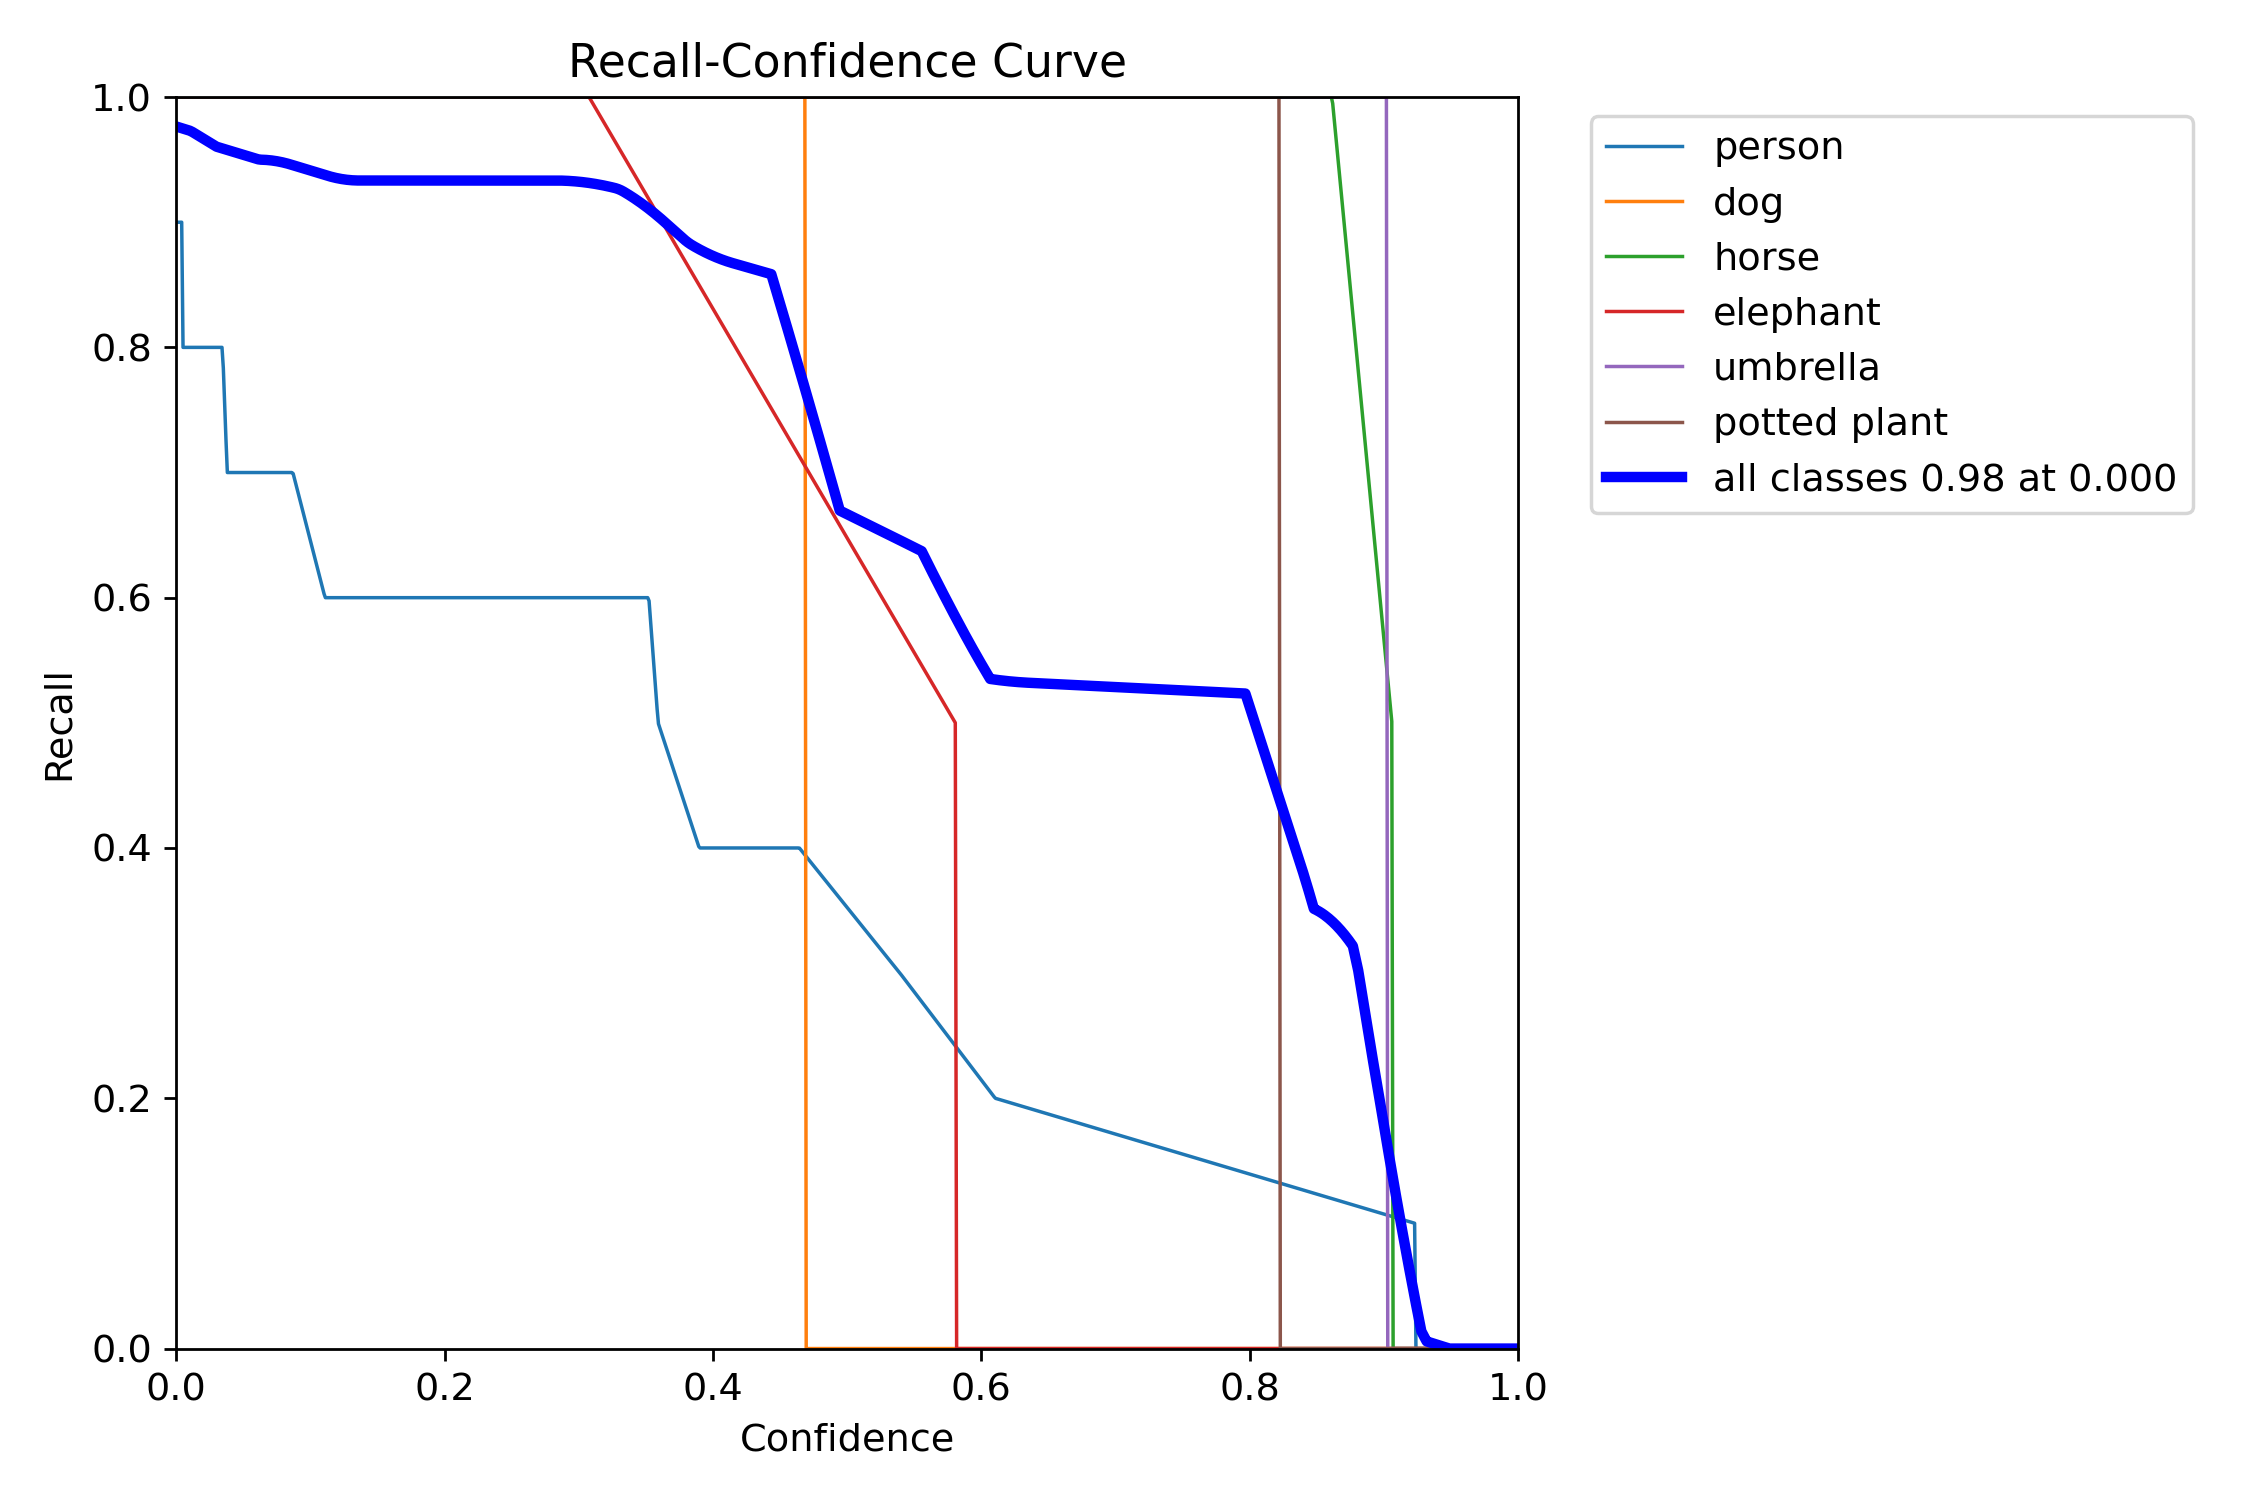 Recall-Confidence Curve
1.0
0.8
0.6
0.4
0.2
0.0
Recall
0.0 0.2 0.4 0.6 0.8 1.0
Confidence
person
dog
horse
elephant
umbrella
potted plant
all classes 0.98 at 0.000